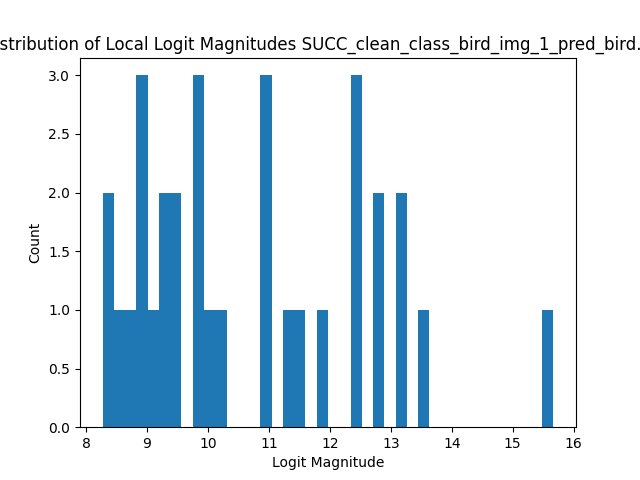 stribution of Local Logit Magnitudes SUCC_clean_class_bird_img_1_pred_bird.
3.0
2.5
2.0
1.5
1.0
0.5
0.0
Count
8 9 10 11 12 13 14 15 16
Logit Magnitude